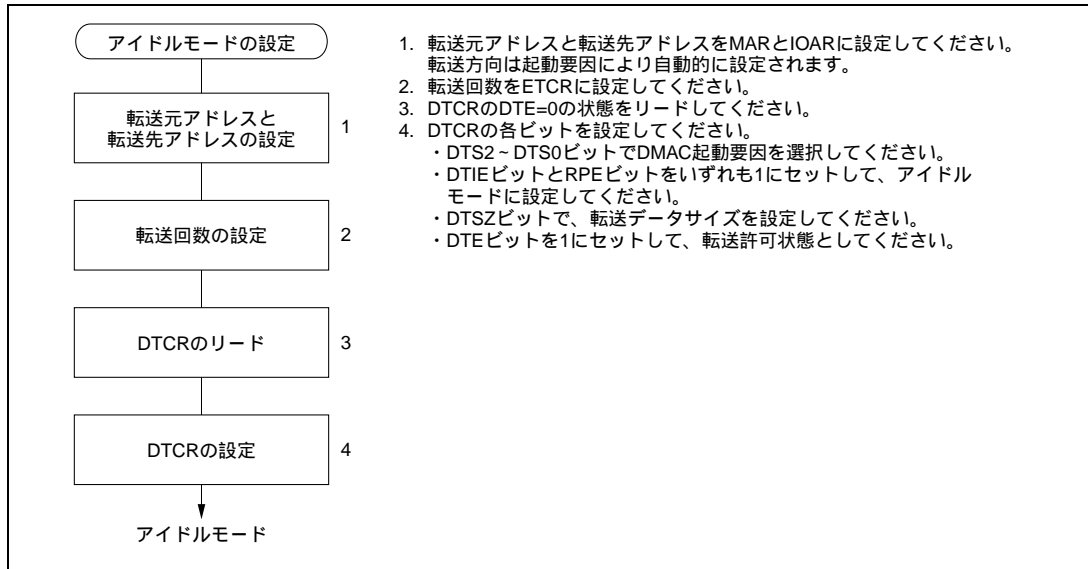 アイドルモードの設定
転送元アドレスと
転送先アドレスの設定
1
転送回数の設定
2
DTCRのリード
3
DTCRの設定
4
アイドルモード
1. 転送元アドレスと転送先アドレスをMARとIOARに設定してください。
転送方向は起動要因により自動的に設定されます。
2. 転送回数をETCRに設定してください。
3. DTCRのDTE=0の状態をリードしてください。
4. DTCRの各ビットを設定してください。
・DTS2～DTS0ビットでDMAC起動要因を選択してください。
・DTIEビットとRPEビットをいずれも1にセットして、アイドル
モードに設定してください。
・DTSZビットで、転送データサイズを設定してください。
・DTEビットを1にセットして、転送許可状態としてください。